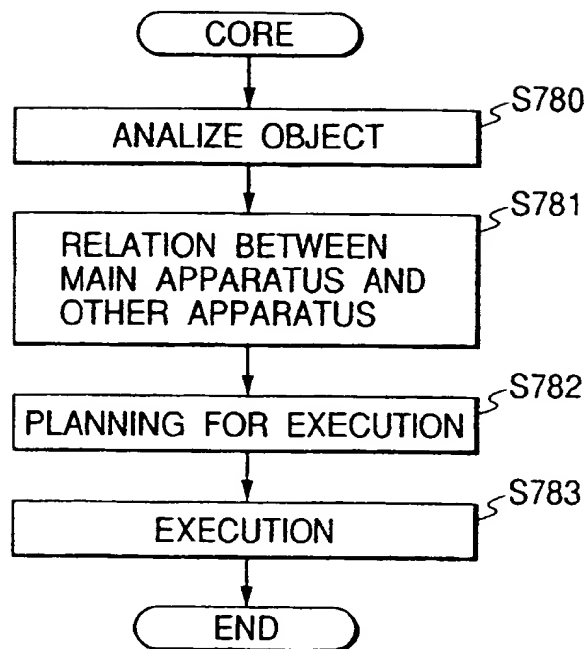 CORE
S780
ANALIZE OBJECT
S781
RELATION BETWEEN
MAIN APPARATUS AND
OTHER APPARATUS
S782
PLANNING FOR EXECUTION
S783
EXECUTION
END